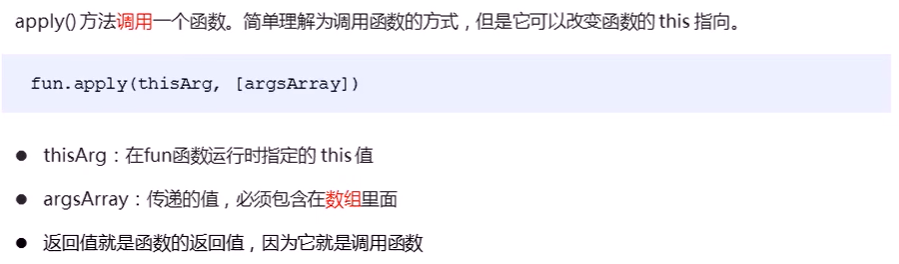 apply()方法调用一个函数。简单理解为调用函数的方式，但是它可以改变函数的 this 指向。
fun.apply(thisArg, [argsArray])
● thisArg：在fun函数运行时指定的 this 值
● argsArray：传递的值，必须包含在数组里面
● 返回值就是函数的返回值，因为它就是调用函数